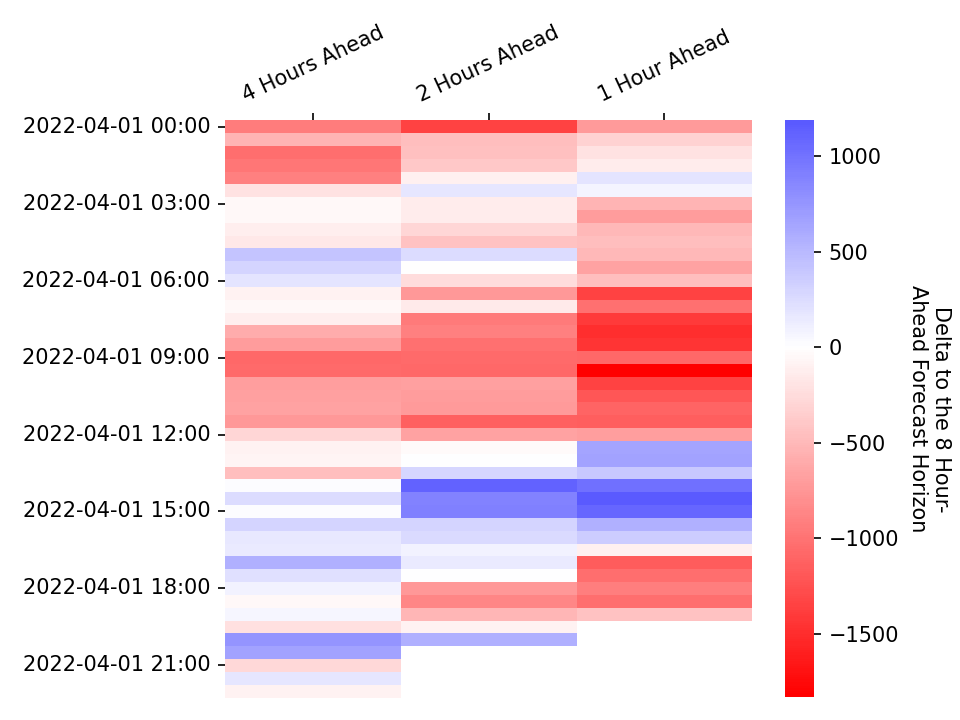 4 Hours Ahead
2 Hours Ahead
1 Hour Ahead
2022-04-01 00:00
2022-04-01 03:00
2022-04-01 06:00
2022-04-01 09:00
2022-04-01 12:00
2022-04-01 15:00
2022-04-01 18:00
2022-04-01 21:00
1000
500
0
−500
−1000
−1500
Delta to the 8 Hour-
Ahead Forecast Horizon